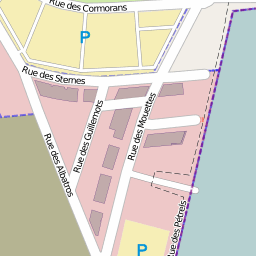 Rue des Cormorans
P
Rue des Sternes
Rue des Guillemots
Rue des Mouettes
Rue des Albatros
Rue des Pétrels
P